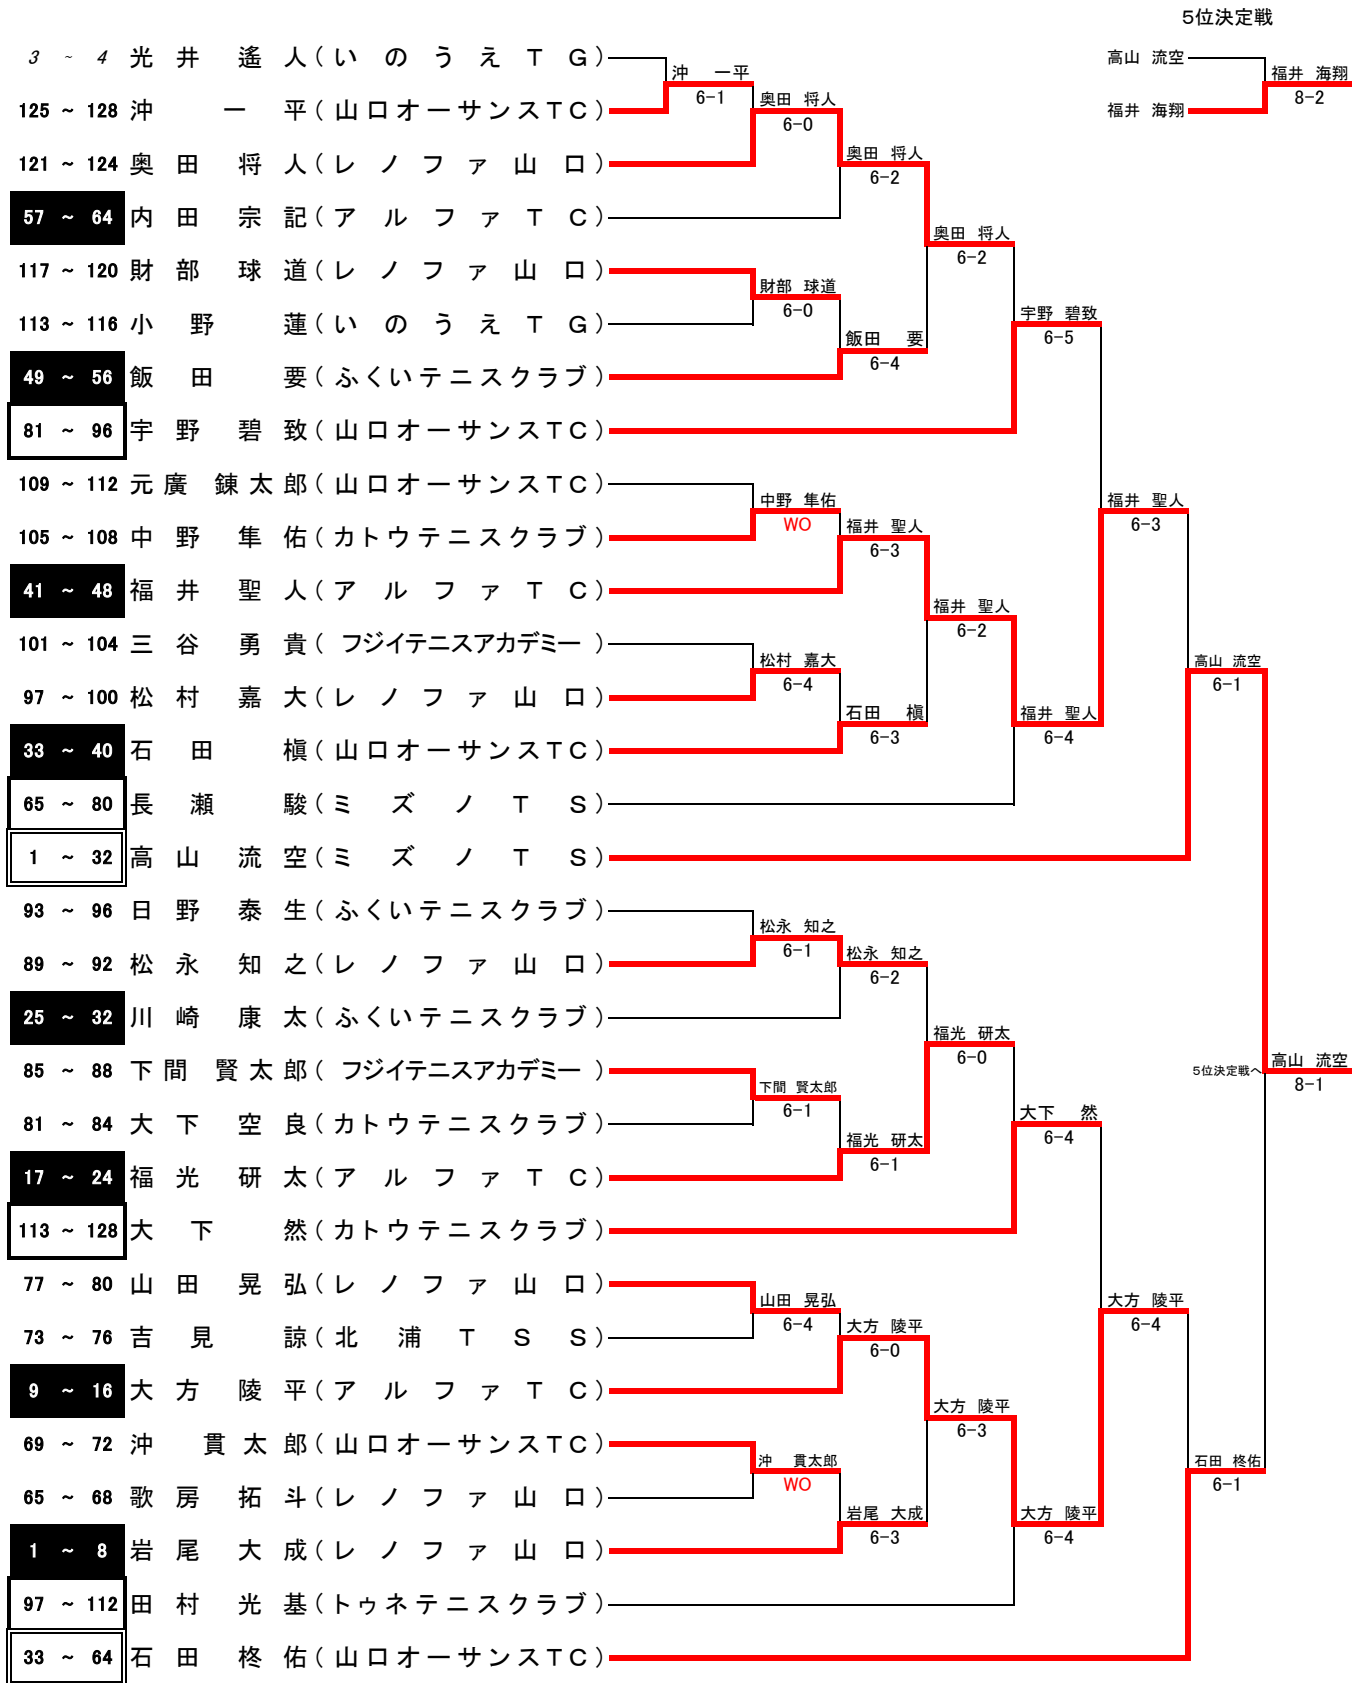 5位決定戦
3 ~ 4 光井 遙人(いのうえTG)
高山 流空
沖 一平
福井 海翔
6-1
8-2
125 ~ 128 沖 一平(山口オーサンスTC)
奥田 将人
福井 海翔
6-0
121 ~ 124 奥田 将人(レノファ山口)
奥田 将人
6-2
57 ~ 64 内田 宗記(アルファTC)
奥田 将人
6-2
117 ~ 120 財部 球道(レノファ山口)
財部 球道
6-0
113 ~ 116 小野 蓮(いのうえTG)
宇野 碧致
6-5
飯田 要
6-4
49 ~ 56 飯田 要(ふくいテニスクラブ)
81 ~ 96 宇野 碧致(山口オーサンスTC)
109 ~ 112 元廣 錬太郎(山口オーサンスTC)
中野 隼佑
WO
福井 聖人
6-3
105 ~ 108 中野 隼佑(カトウテニスクラブ)
福井 聖人
6-3
41 ~ 48 福井 聖人(アルファTC)
福井 聖人
6-2
101 ~ 104 三谷 勇貴(フジイテニスアカデミー)
松村 嘉大
6-4
高山 流空
6-1
97 ~ 100 松村 嘉大(レノファ山口)
石田 槇
6-3
福井 聖人
6-4
33 ~ 40 石田 槇(山口オーサンスTC)
65 ~ 80 長瀬 駿(ミズノTS)
1 ~ 32 高山 流空(ミズノTS)
93 ~ 96 日野 泰生(ふくいテニスクラブ)
松永 知之
6-1
89 ~ 92 松永 知之(レノファ山口)
松永 知之
6-2
25 ~ 32 川崎 康太(ふくいテニスクラブ)
福光 研太
6-0
85 ~ 88 下間 賢太郎(フジイテニスアカデミー)
5位決定戦へ
高山 流空
8-1
下間 賢太郎
6-1
81 ~ 84 大下 空良(カトウテニスクラブ)
大下 然
6-4
福光 研太
6-1
17 ~ 24 福光 研太(アルファTC)
113 ~ 128 大下 然(カトウテニスクラブ)
77 ~ 80 山田 晃弘(レノファ山口)
山田 晃弘
6-4
大方 陵平
6-4
73 ~ 76 吉見 諒(北浦TSS)
大方 陵平
6-0
9 ~ 16 大方 陵平(アルファTC)
大方 陵平
6-3
69 ~ 72 沖 貫太郎(山口オーサンスTC)
沖 貫太郎
WO
石田 柊佑
6-1
65 ~ 68 歌房 拓斗(レノファ山口)
岩尾 大成
6-3
大方 陵平
6-4
1 ~ 8 岩尾 大成(レノファ山口)
97 ~ 112 田村 光基(トゥネテニスクラブ)
33 ~ 64 石田 柊佑(山口オーサンスTC)